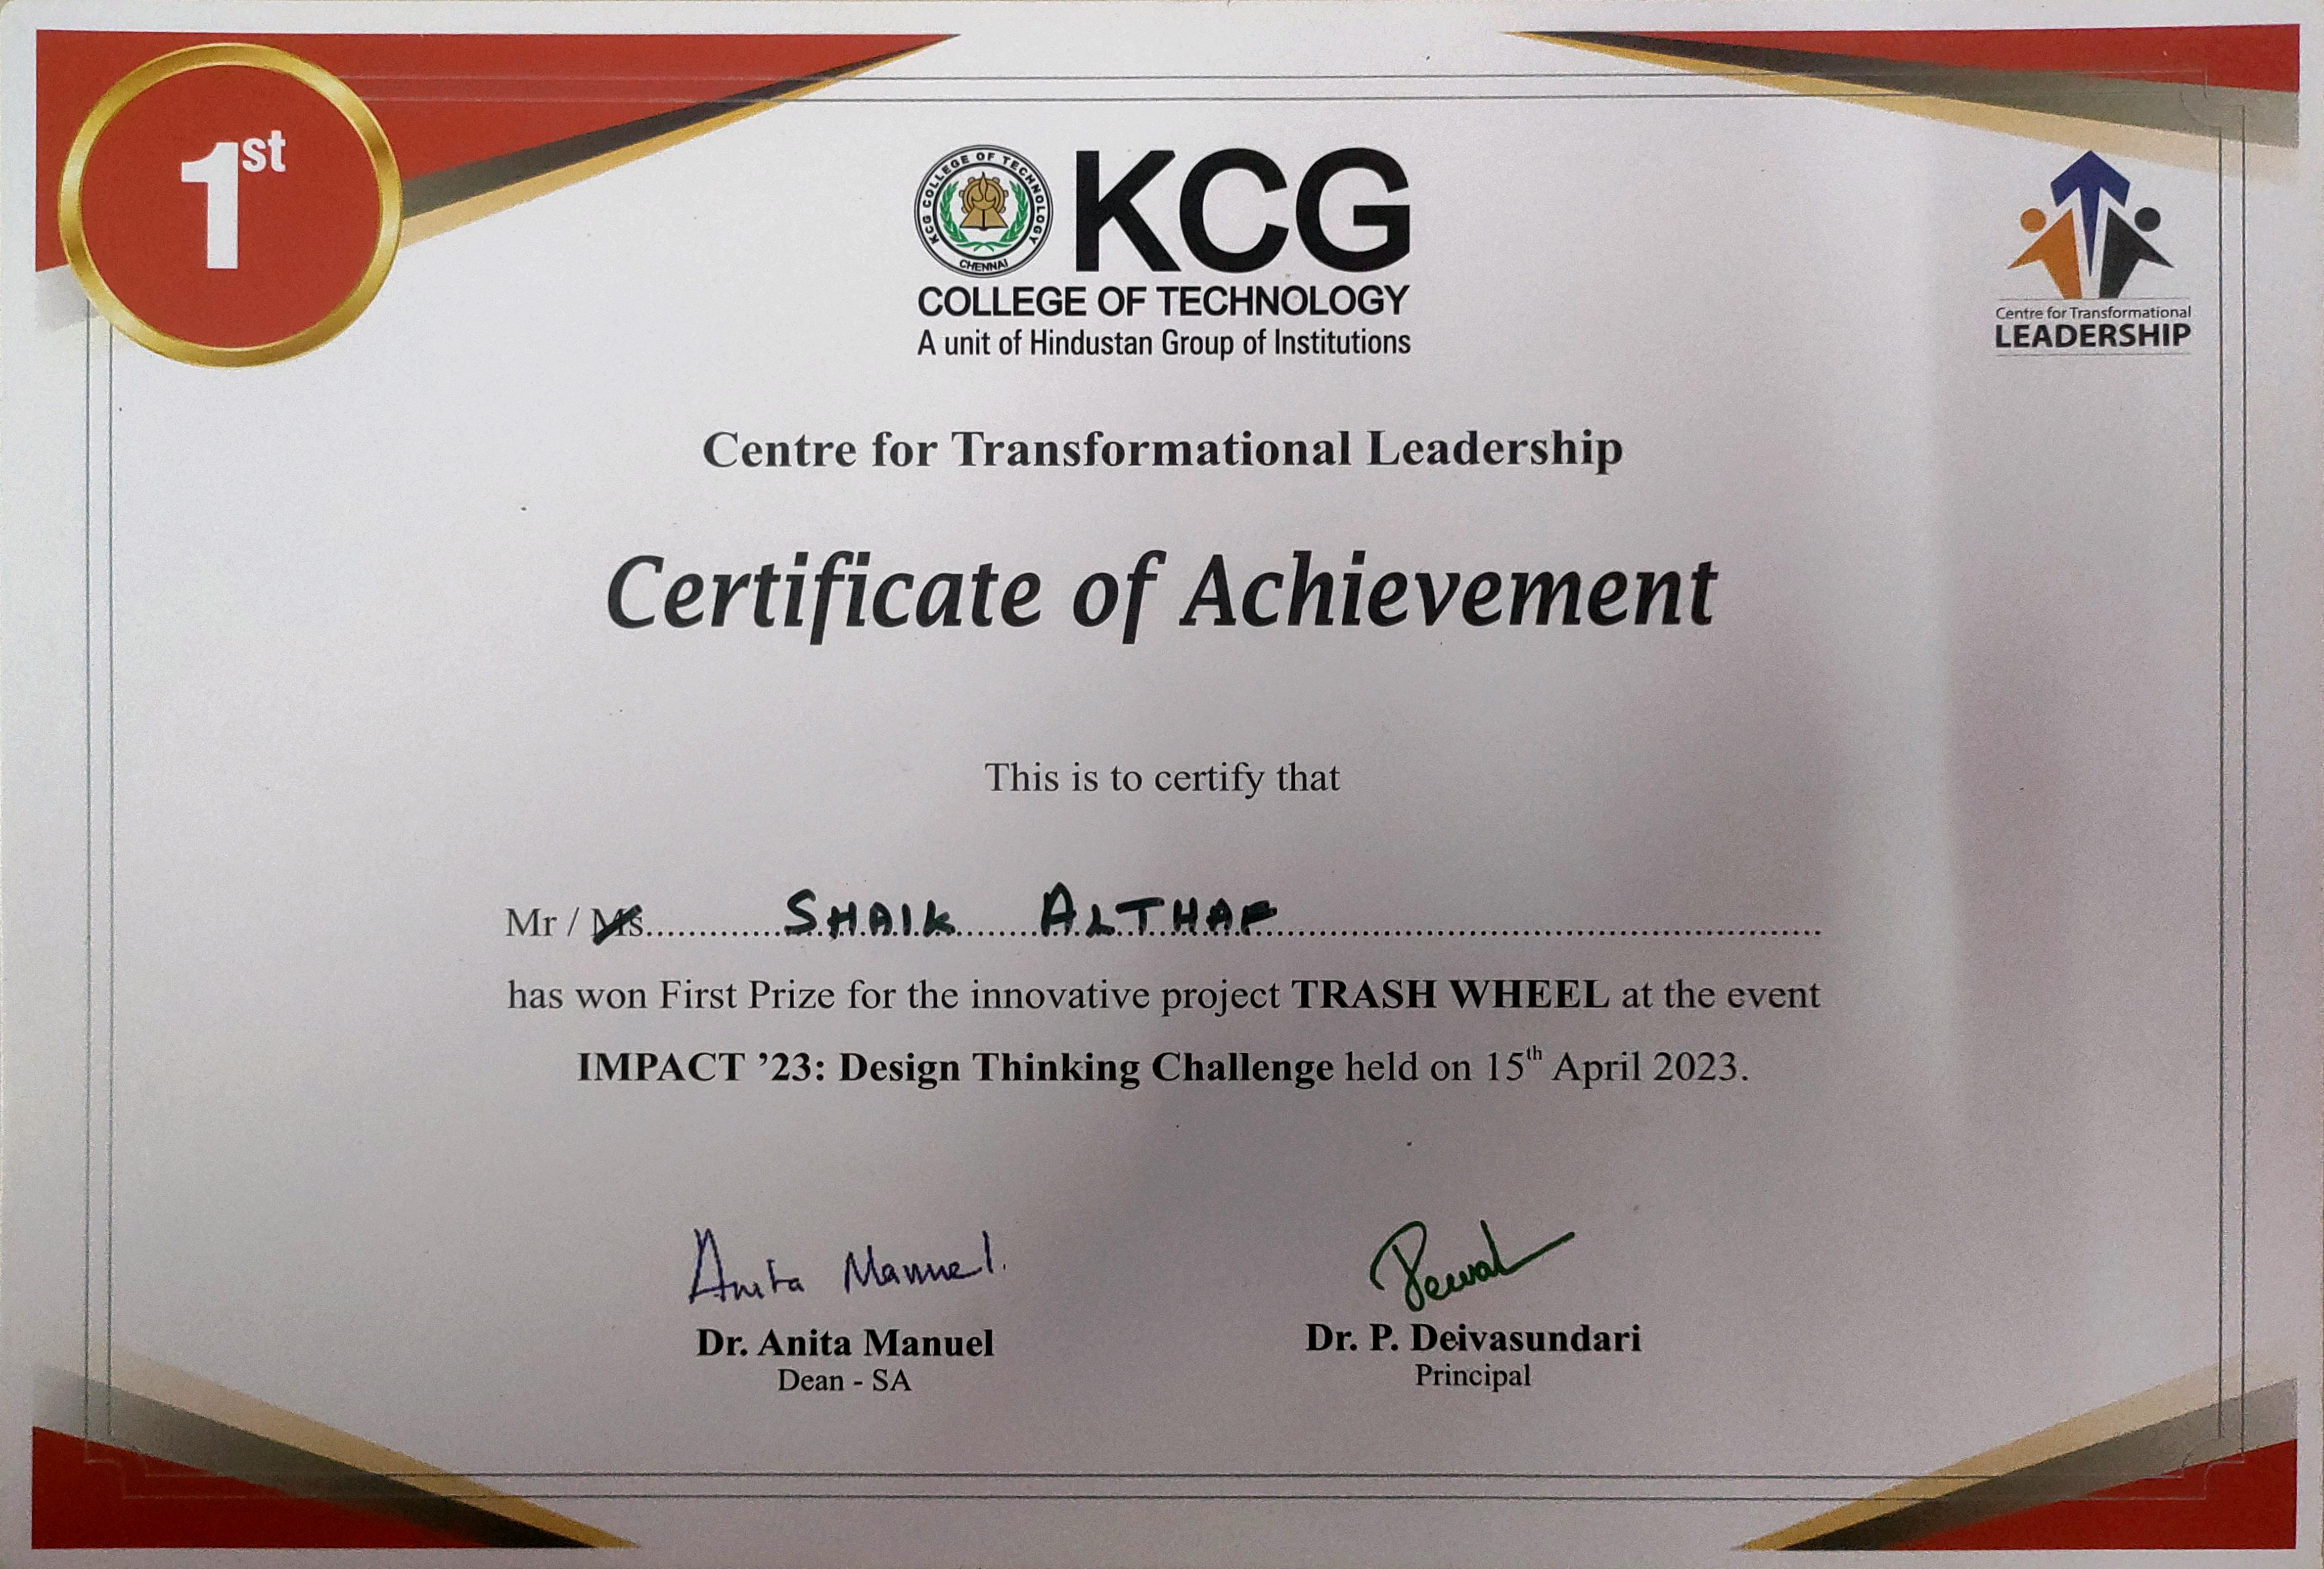 1st
KCG COLLEGE OF TECHNOLOGY
CHENNAI
KCG
COLLEGE OF TECHNOLOGY
A unit of Hindustan Group of Institutions
Centre for Transformational
LEADERSHIP
Centre for Transformational Leadership
Certificate of Achievement
This is to certify that
Mr / Ms. SHAIK ALTHAF
has won First Prize for the innovative project TRASH WHEEL at the event
IMPACT ’23: Design Thinking Challenge held on 15th April 2023.
Anita Manuel.
Dr. Anita Manuel
Dean - SA
Dr. P. Deivasundari
Principal